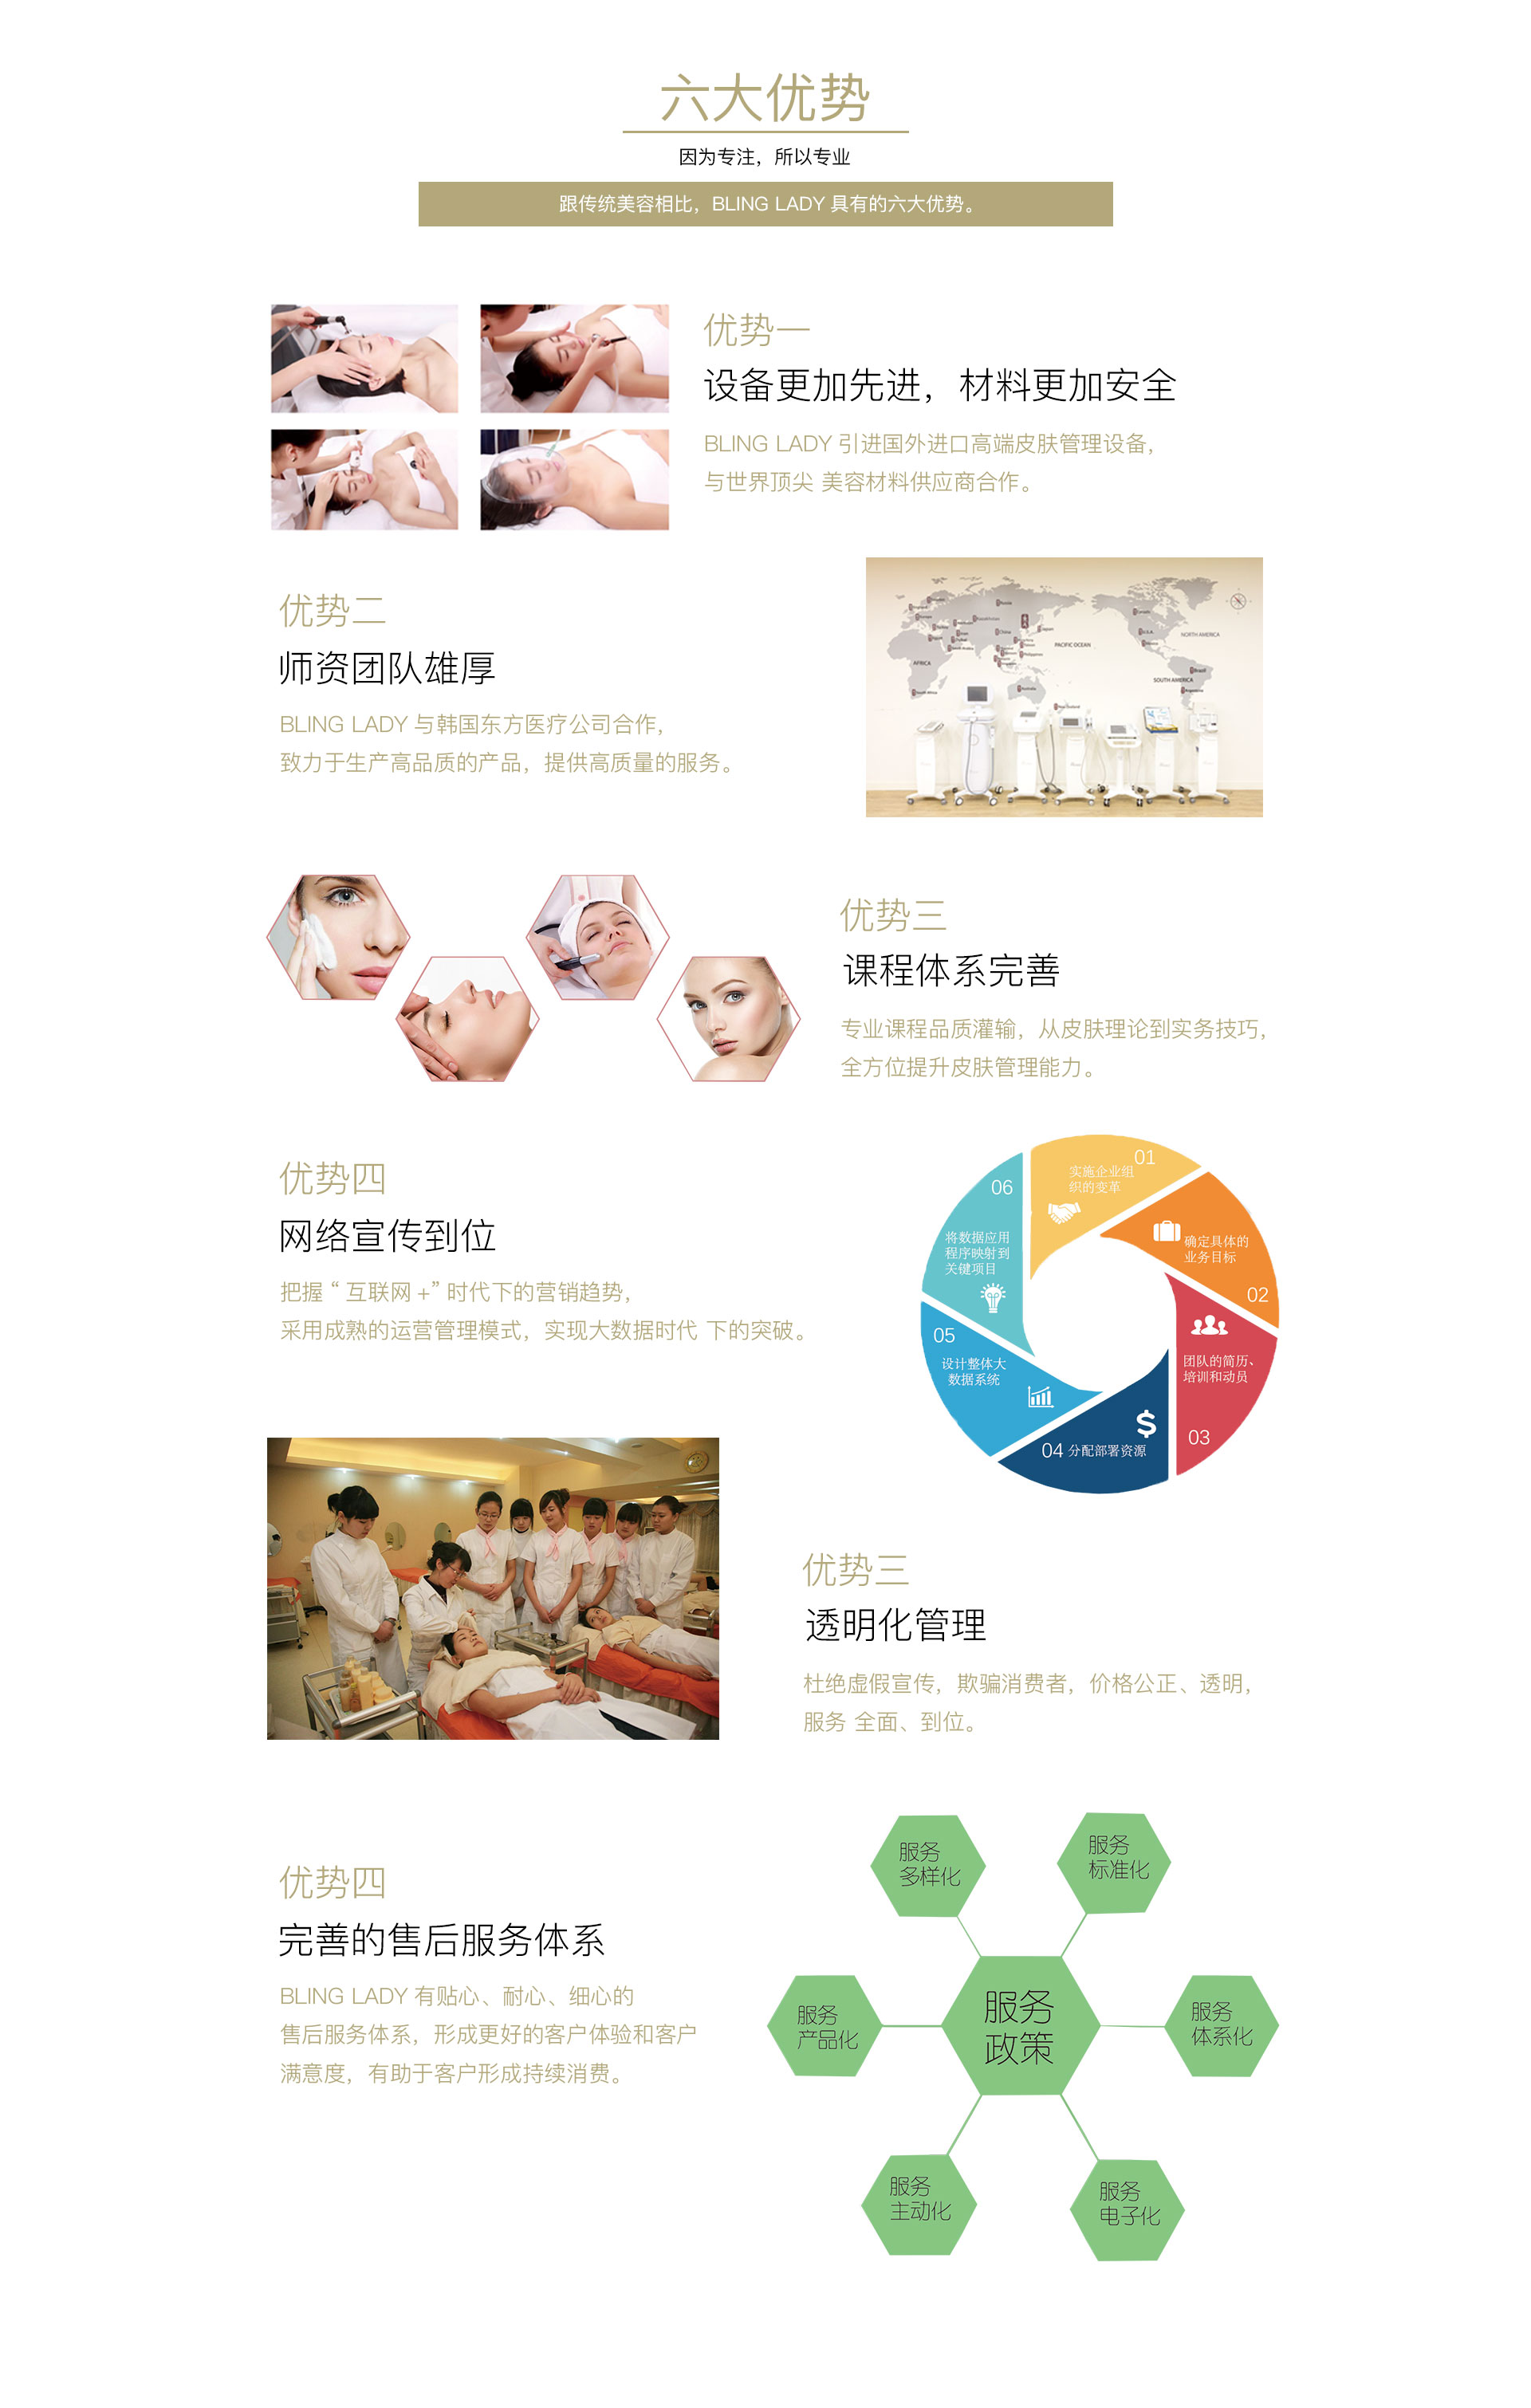 六大优势
因为专注，所以专业
跟传统美容相比，BLING LADY 具有的六大优势。
优势一
设备更加先进，材料更加安全
BLING LADY 引进国外进口高端皮肤管理设备，
与世界顶尖 美容材料供应商合作。
优势二
师资团队雄厚
BLING LADY 与韩国东方医疗公司合作，
致力于生产高品质的产品，提供高质量的服务。
NORTH AMERICA
PACIFIC OCEAN
AFRICA
SOUTH AMERICA
优势三
课程体系完善
专业课程品质灌输，从皮肤理论到实务技巧，
全方位提升皮肤管理能力。
优势四
网络宣传到位
把握 “ 互联网 +” 时代下的营销趋势，
采用成熟的运营管理模式，实现大数据时代 下的突破。
01
实施企业组
织的变革
确定具体的
业务目标
02
团队的简历、
培训和动员
03
04 分配部署资源
05
设计整体大
数据系统
06
将数据应用
程序映射到
关键项目
优势三
透明化管理
杜绝虚假宣传，欺骗消费者，价格公正、透明，
服务 全面、到位。
优势四
完善的售后服务体系
BLING LADY 有贴心、耐心、细心的
售后服务体系，形成更好的客户体验和客户
满意度，有助于客户形成持续消费。
服务
多样化
服务
标准化
服务
产品化
服务
政策
服务
体系化
服务
主动化
服务
电子化